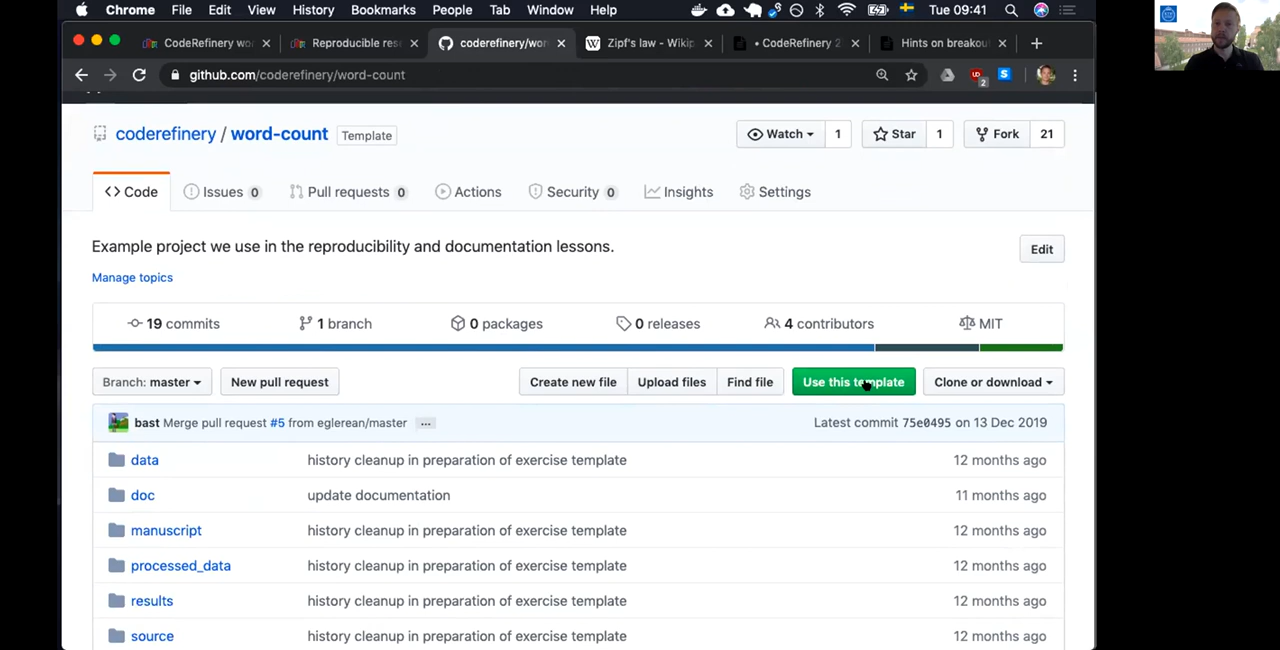 Chrome File Edit View History Bookmarks People Tab Window Help Tue 09:41
CodeRefinery wo Reproducible res coderefinery/wor Zipf's law - Wikip • CodeRefinery 2 Hints on breakou
github.com/coderefinery/word-count
coderefinery / word-count Template Watch 1 Star 1 Fork 21
Code Issues 0 Pull requests 0 Actions Security 0 Insights Settings
Example project we use in the reproducibility and documentation lessons. Edit
Manage topics
19 commits 1 branch 0 packages 0 releases 4 contributors MIT
Branch: master New pull request Create new file Upload files Find file Use this template Clone or download
bast Merge pull request #5 from eglerean/master ... Latest commit 75e0495 on 13 Dec 2019
data history cleanup in preparation of exercise template 12 months ago
doc update documentation 11 months ago
manuscript history cleanup in preparation of exercise template 12 months ago
processed_data history cleanup in preparation of exercise template 12 months ago
results history cleanup in preparation of exercise template 12 months ago
source history cleanup in preparation of exercise template 12 months ago